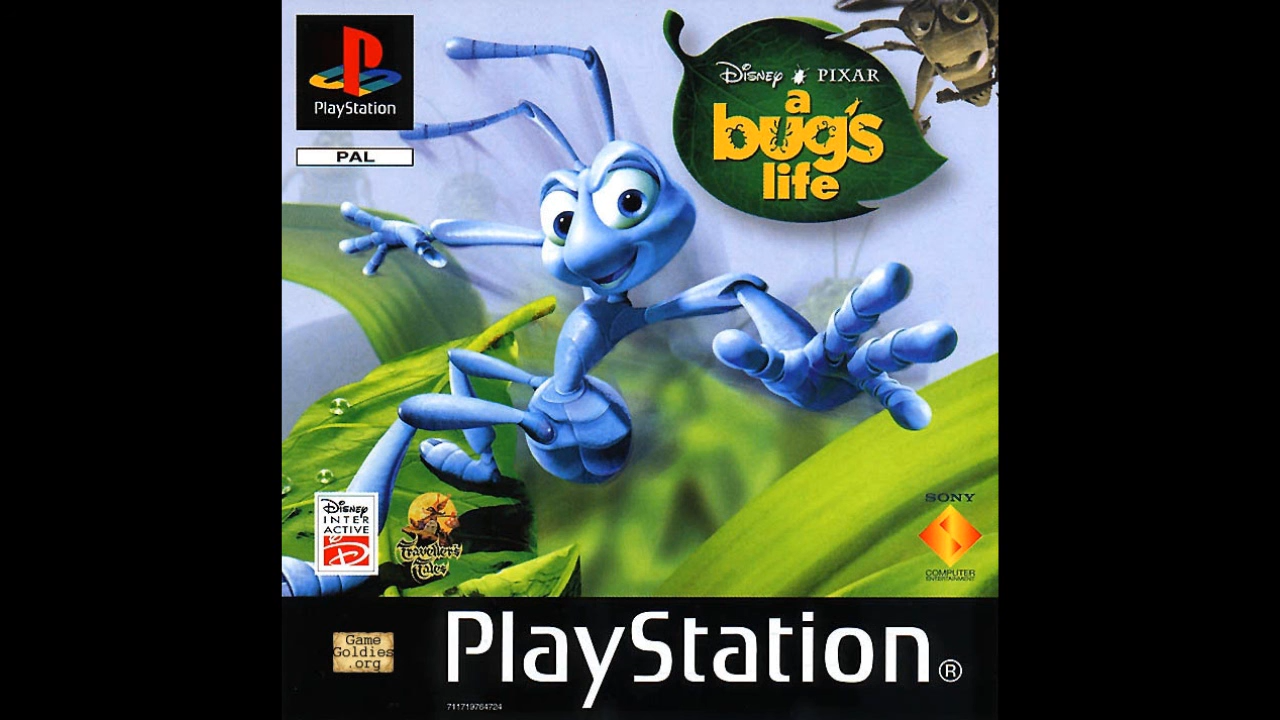 PlayStation
PAL
DISNEY PIXAR
a
bug's
life
DISNEY
INTER
ACTIVE
D
Traveller's
Tales
SONY
COMPUTER
ENTERTAINMENT
Game
Goldies
.org
PlayStation®
711719764724